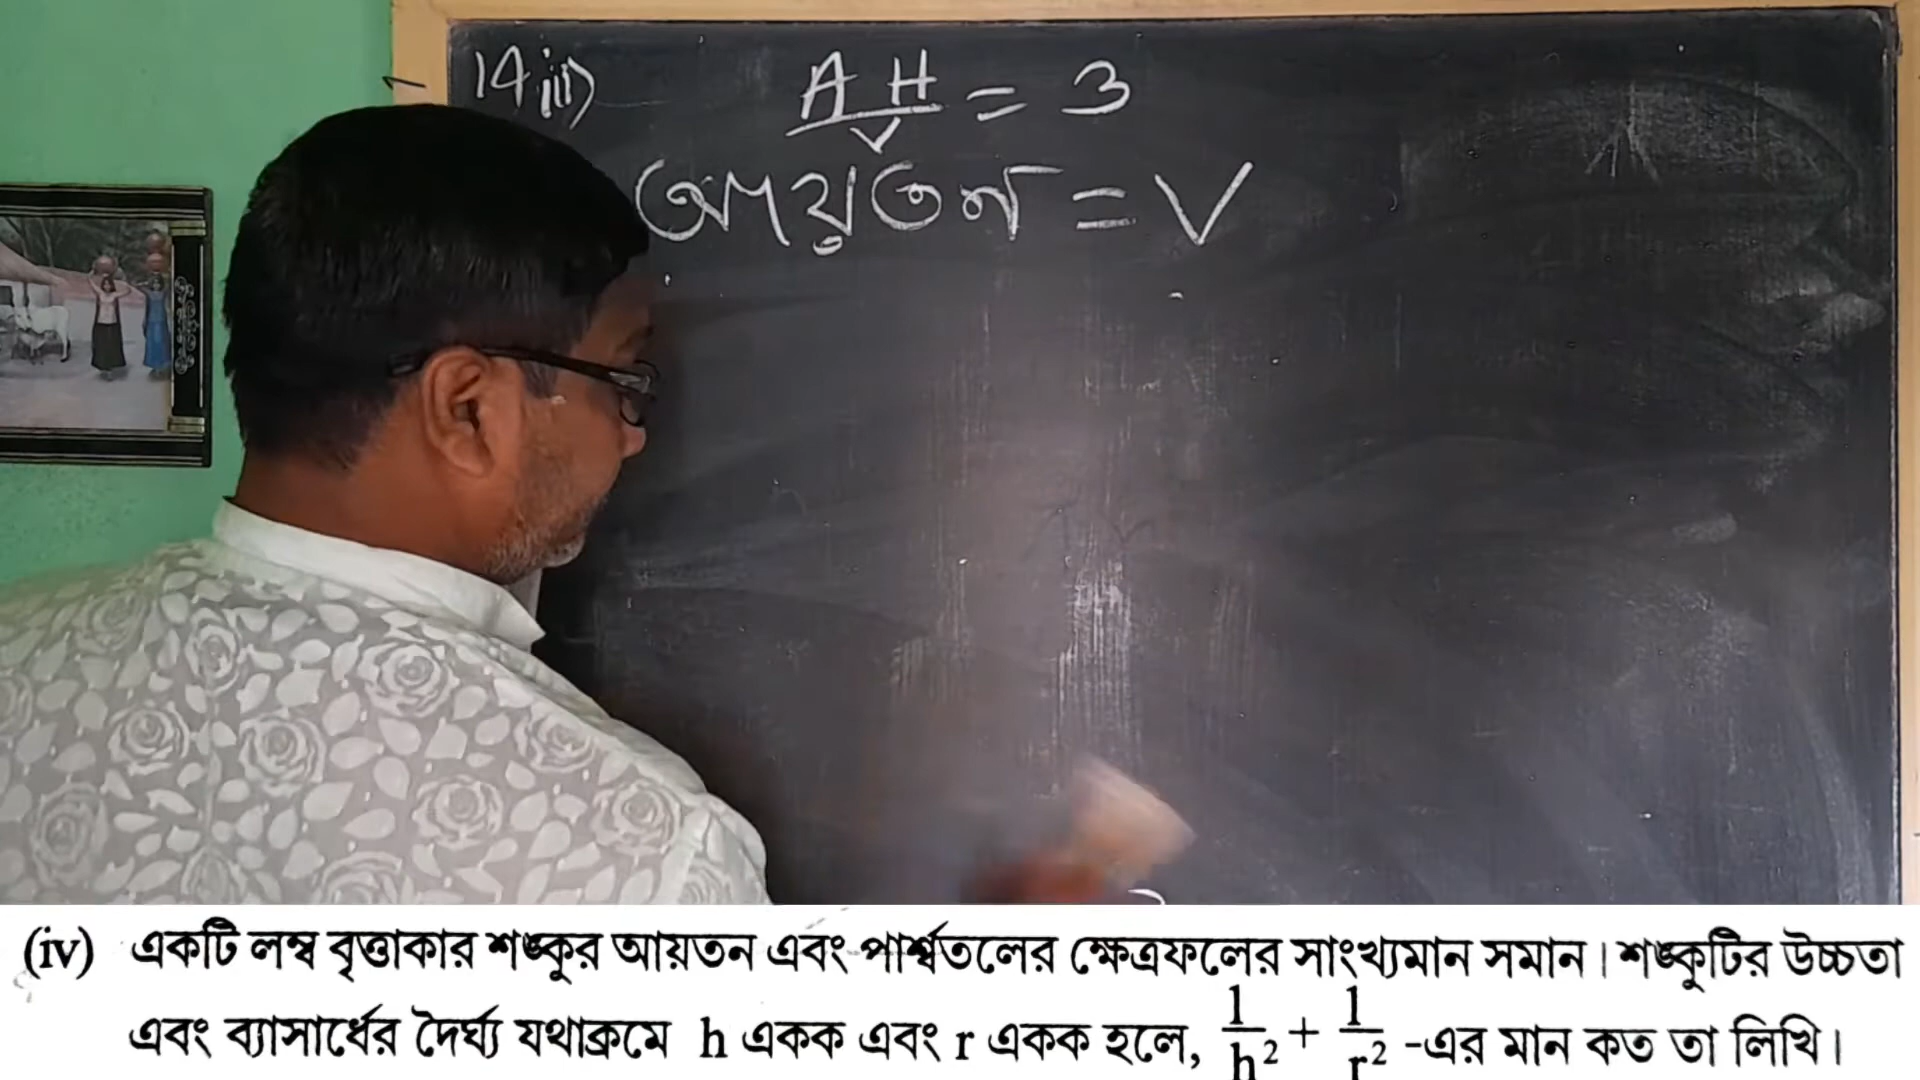 14 iii)
A H / V = 3
আয়তন = V
(iv) একটি লম্ব বৃত্তাকার শঙ্কুর আয়তন এবং পার্শ্বতলের ক্ষেত্রফলের সাংখ্যমান সমান। শঙ্কুটির উচ্চতা
এবং ব্যাসার্ধের দৈর্ঘ্য যথাক্রমে h একক এবং r একক হলে, 1/h² + 1/r² -এর মান কত তা লিখি।